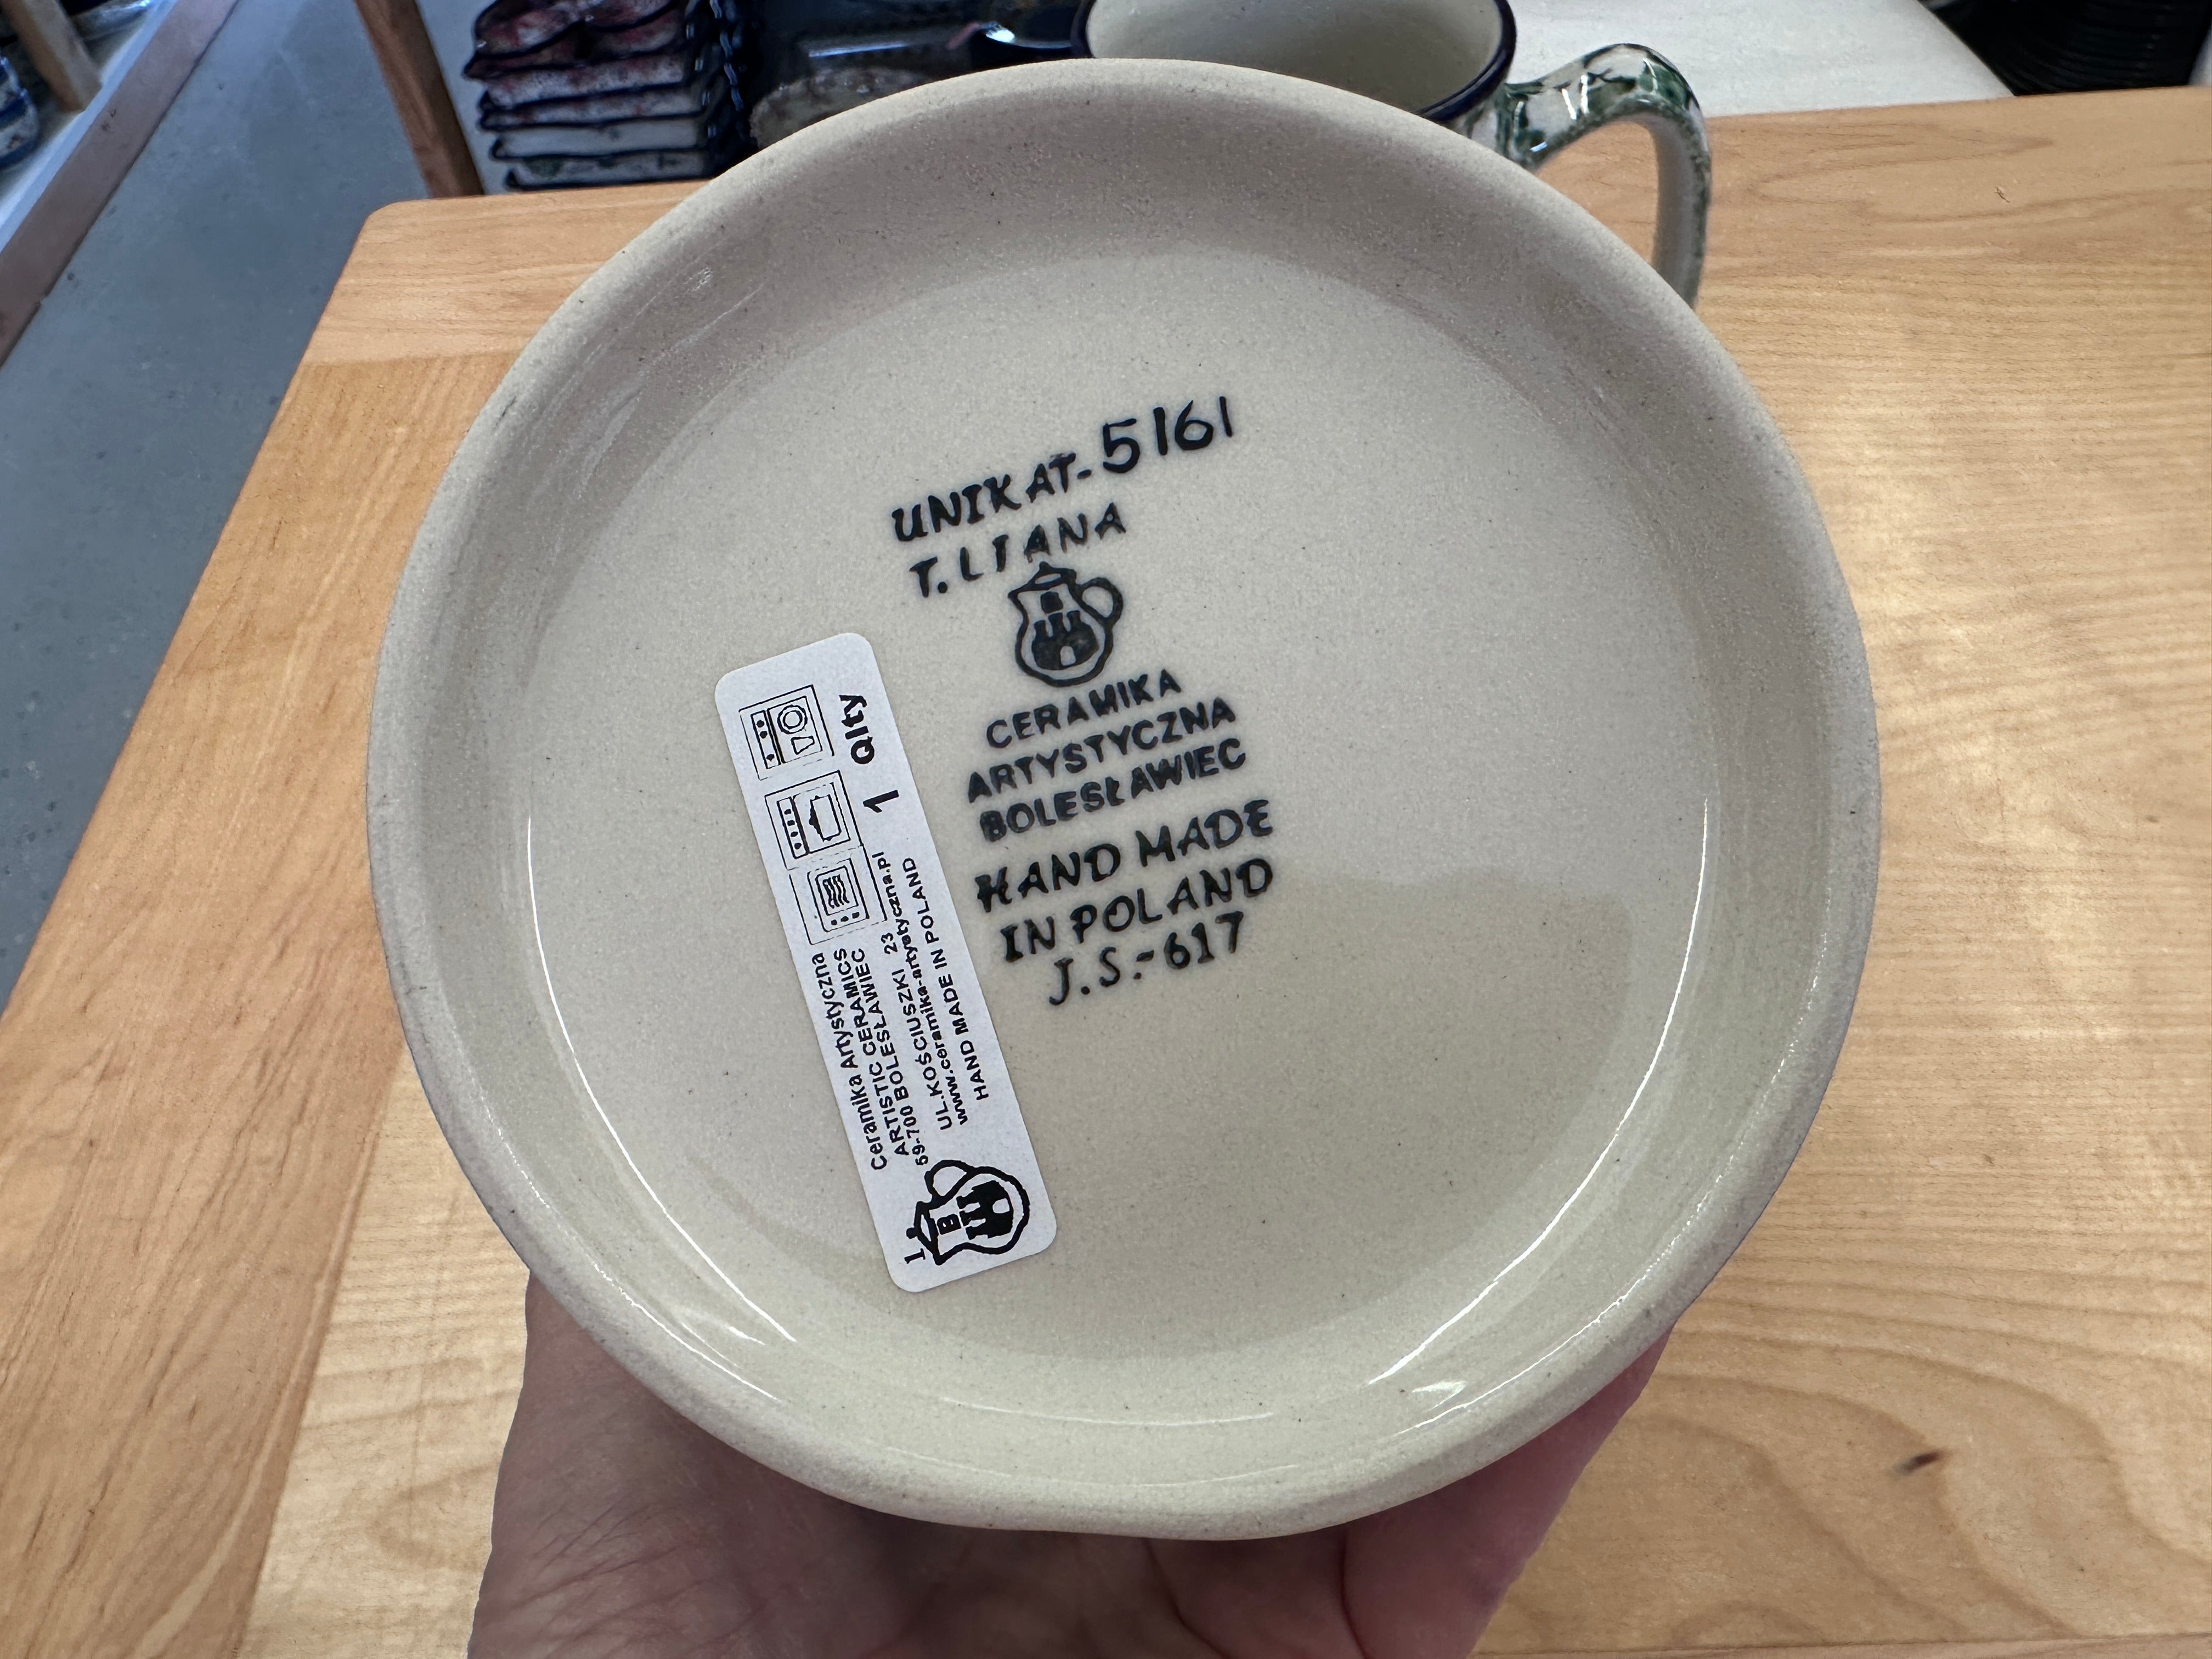 UNIKAT-5161
T.LIANA
B
CERAMIKA
ARTYSTYCZNA
BOLESŁAWIEC
HAND MADE
IN POLAND
J.S.-617
1 Qlty
Ceramika Artystyczna
ARTISTIC CERAMICS
ARTBOLESŁAWIEC
59-700 BOLESŁAWIEC
UL.KOŚCIUSZKI 23
www.ceramika-artystyczna.pl
HAND MADE IN POLAND
1
B